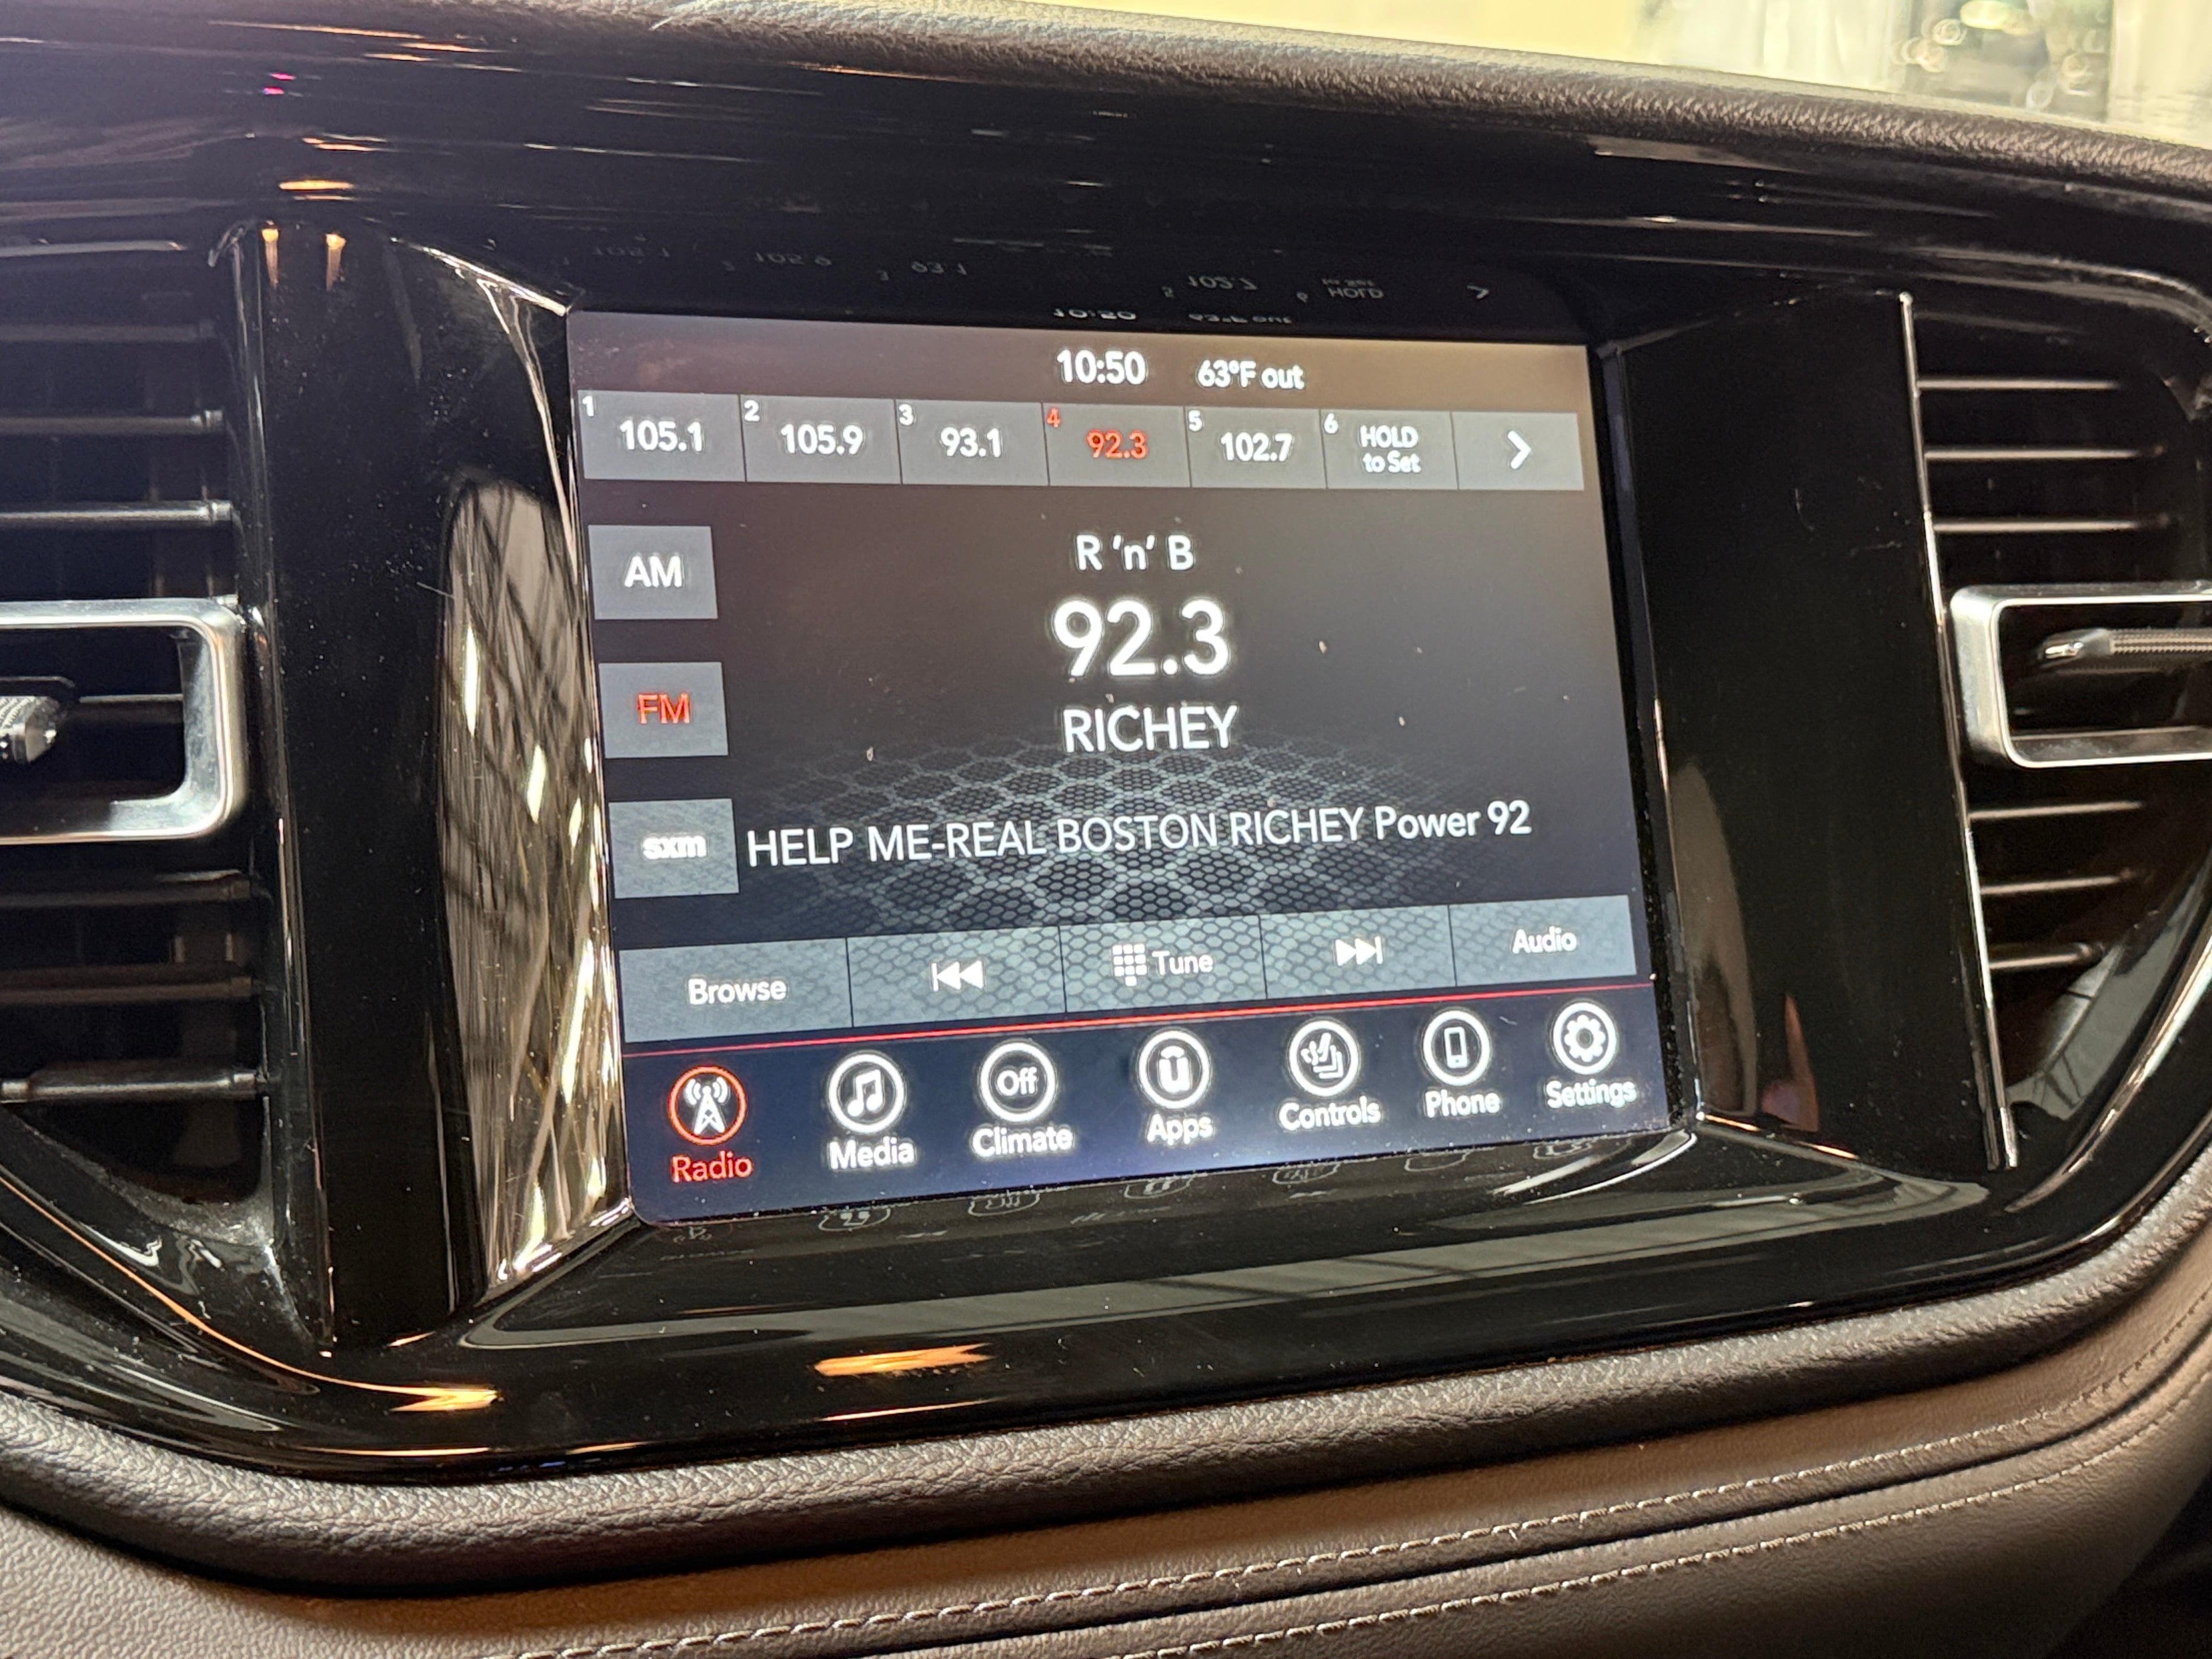 10:50 63°F out
1 105.1 2 105.9 3 93.1 4 92.3 5 102.7 6 HOLD to Set
AM
R 'n' B
92.3
FM
RICHEY
sxm
HELP ME-REAL BOSTON RICHEY Power 92
Browse Tune Audio
Off
Radio Media Climate Apps Controls Phone Settings